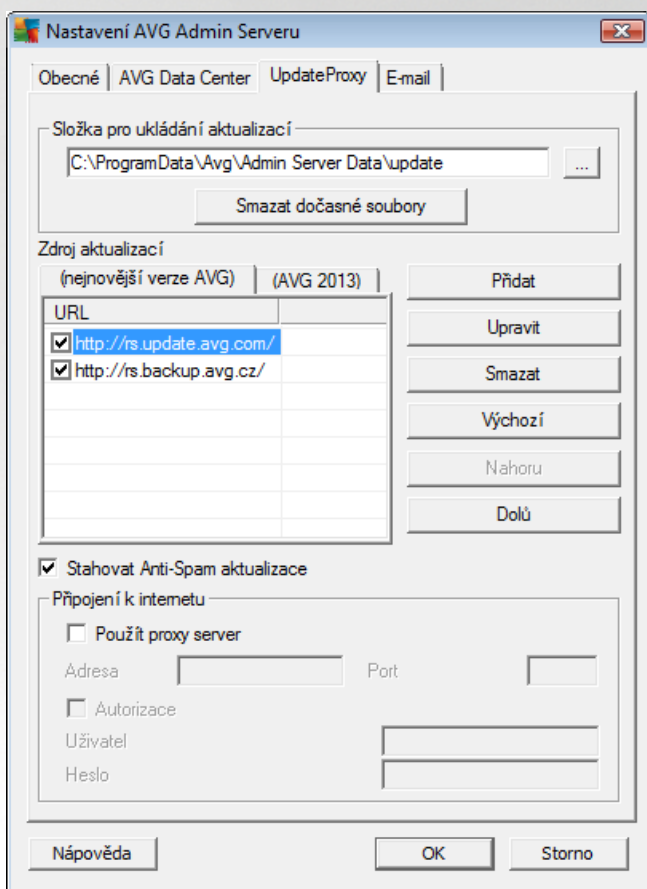 Nastavení AVG Admin Serveru
Obecné AVG Data Center UpdateProxy E-mail
Složka pro ukládání aktualizací
C:\ProgramData\Avg\Admin Server Data\update ...
Smazat dočasné soubory
Zdroj aktualizací
(nejnovější verze AVG) (AVG 2013)
Přidat
URL
Upravit
http://rs.update.avg.com/
http://rs.backup.avg.cz/
Smazat
Výchozí
Nahoru
Dolů
Stahovat Anti-Spam aktualizace
Připojení k internetu
Použít proxy server
Adresa Port
Autorizace
Uživatel
Heslo
Nápověda OK Storno